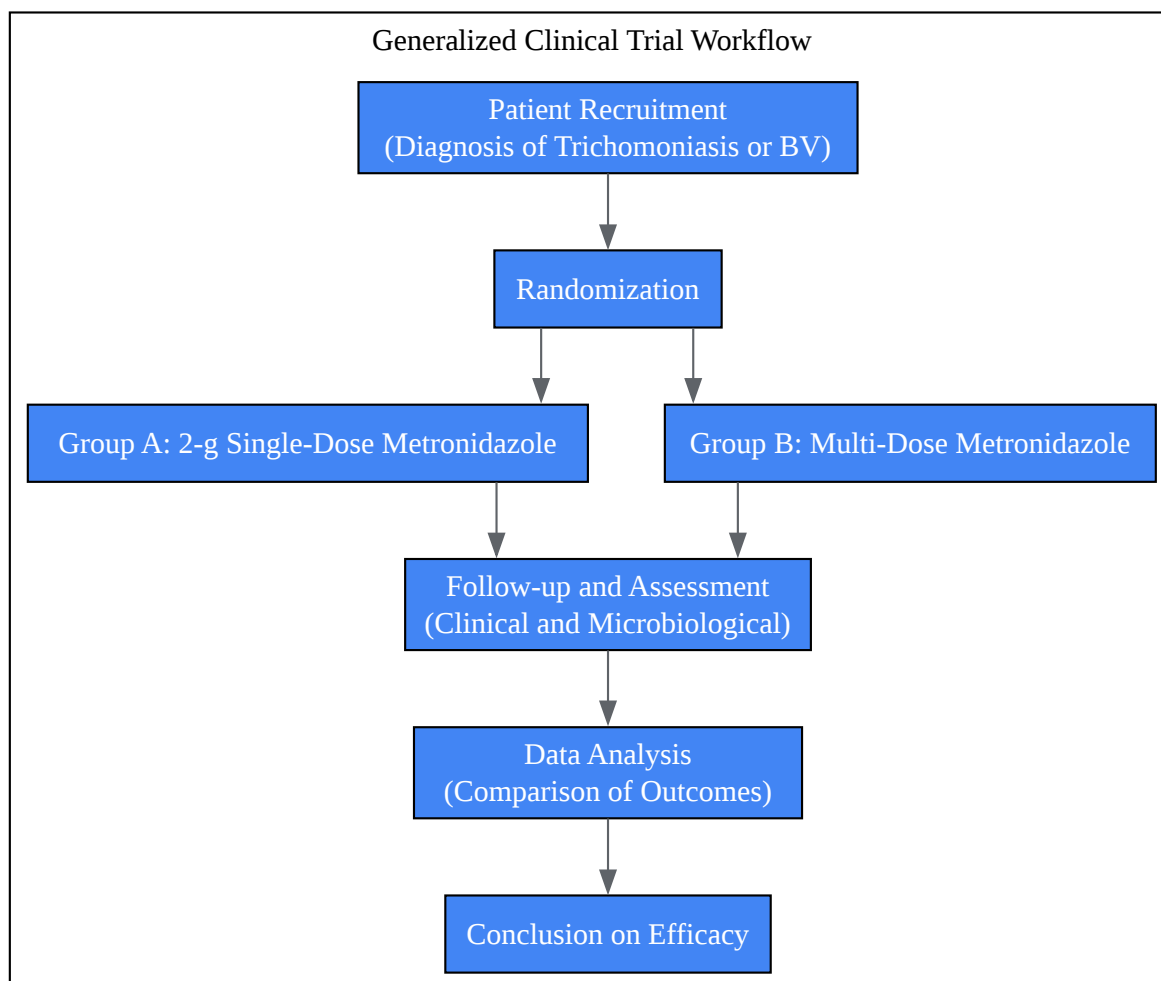 Generalized Clinical Trial Workflow
Patient Recruitment
(Diagnosis of Trichomoniasis or BV)
Randomization
Group A: 2-g Single-Dose Metronidazole
Group B: Multi-Dose Metronidazole
Follow-up and Assessment
(Clinical and Microbiological)
Data Analysis
(Comparison of Outcomes)
Conclusion on Efficacy